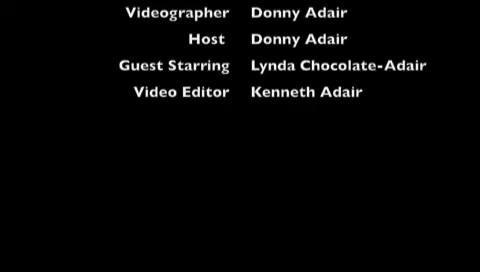 Videographer Donny Adair
Host Donny Adair
Guest Starring Lynda Chocolate-Adair
Video Editor Kenneth Adair